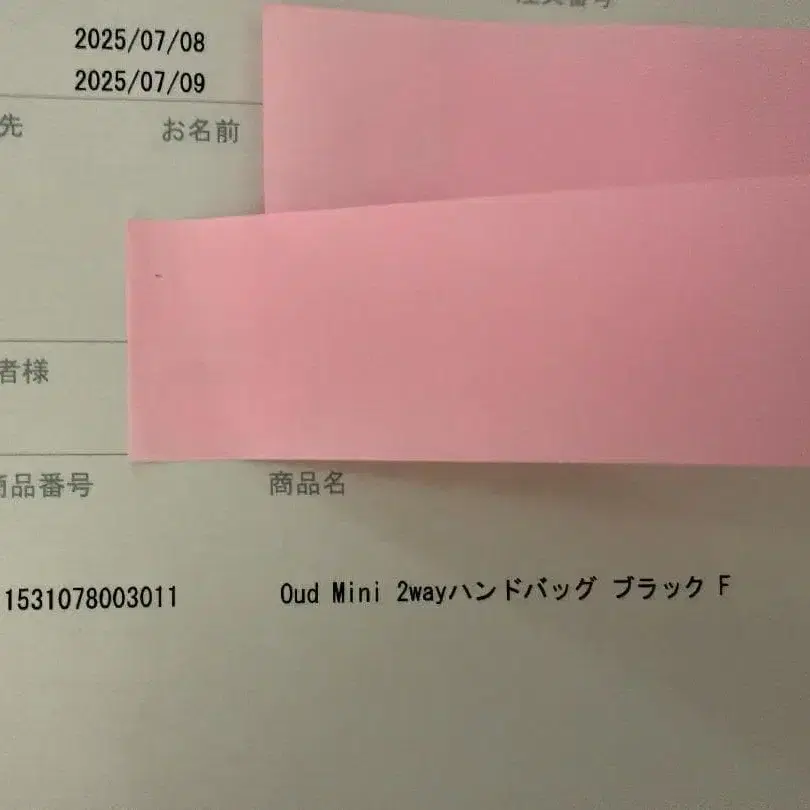 2025/07/08
2025/07/09
先 お名前
者様
商品番号 商品名
1531078003011 Oud Mini 2wayハンドバッグ ブラック F